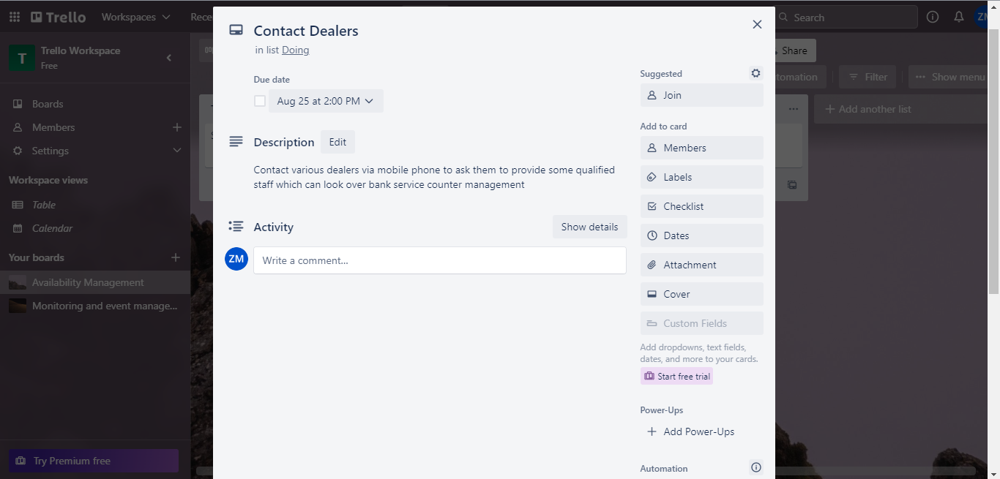 Trello
Workspaces
Rece
Search
ZM
T
Trello Workspace
Free
Boards
Members
Settings
Workspace views
Table
Calendar
Your boards
Availability Management
Monitoring and event manage...
Try Premium free
Share
tomation
Filter
Show menu
Add another list
Contact Dealers
in list Doing
Due date
Aug 25 at 2:00 PM
Description
Edit
Contact various dealers via mobile phone to ask them to provide some qualified
staff which can look over bank service counter management
Activity
Show details
ZM
Write a comment...
Suggested
Join
Add to card
Members
Labels
Checklist
Dates
Attachment
Cover
Custom Fields
Add dropdowns, text fields,
dates, and more to your cards.
Start free trial
Power-Ups
Add Power-Ups
Automation